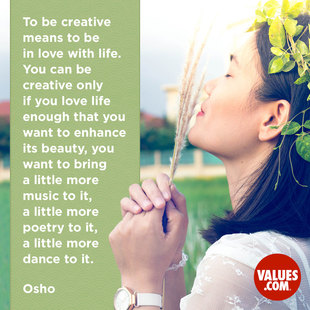 To be creative
means to be
in love with life.
You can be
creative only
if you love life
enough that you
want to enhance
its beauty, you
want to bring
a little more
music to it,
a little more
poetry to it,
a little more
dance to it.
Osho
VALUES
.COM®